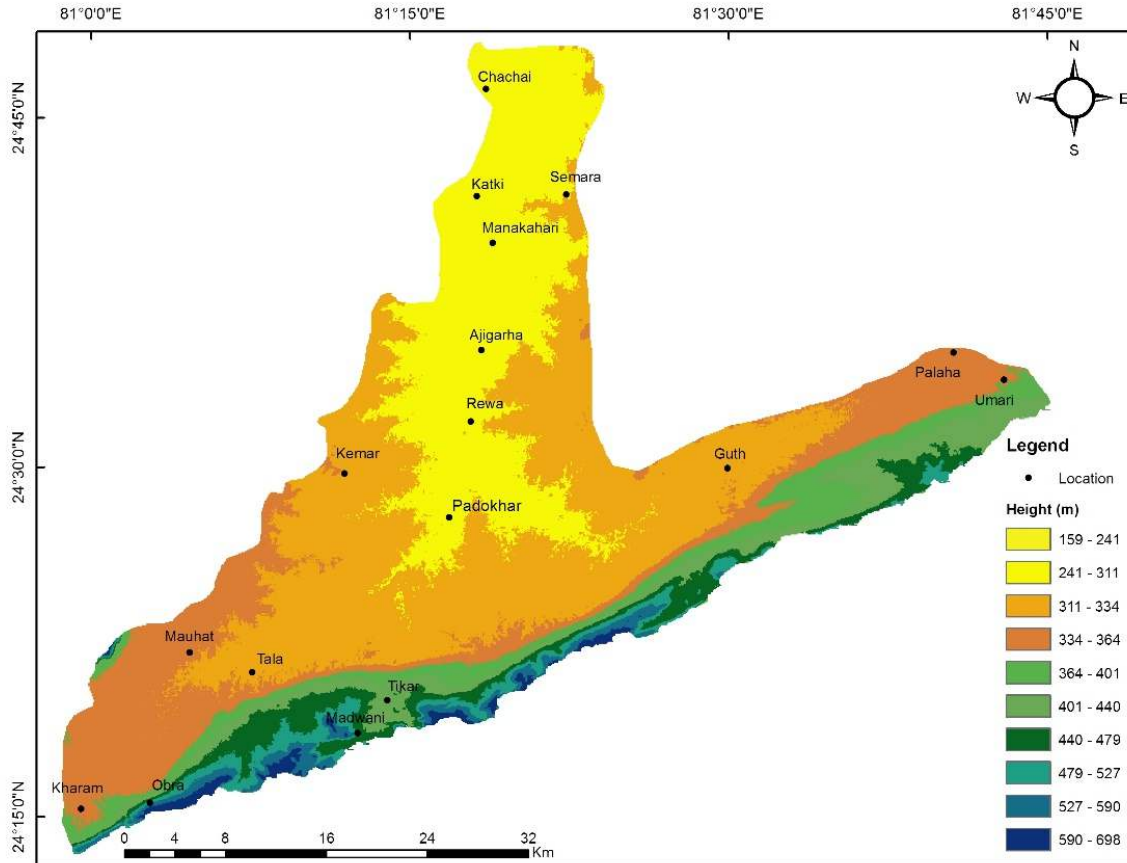 81°0'0"E 81°15'0"E 81°30'0"E 81°45'0"E
N
W E
S
24°45'0"N
24°30'0"N
24°15'0"N
Chachai
Katki
Semara
Manakahari
Ajigarha
Rewa
Palaha
Umari
Kemar
Guth
Padokhar
Mauhat
Tala
Tikar
Madwani
Kharam
Obra
Legend
Location
Height (m)
159 - 241
241 - 311
311 - 334
334 - 364
364 - 401
401 - 440
440 - 479
479 - 527
527 - 590
590 - 698
0 4 8 16 24 32
Km